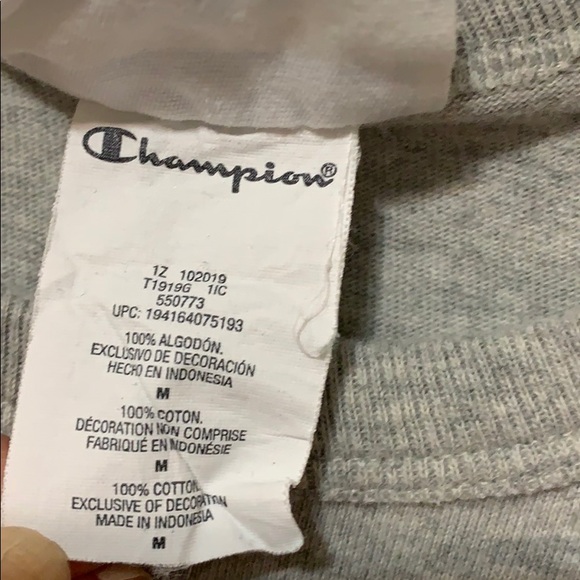 Champion®
1Z 102019
T1919G 1IC
550773
UPC: 194164075193
100% ALGODÓN.
EXCLUSIVO DE DECORACIÓN
HECHO EN INDONESIA
M
100% COTON.
DÉCORATION NON COMPRISE
FABRIQUÉ EN INDONÉSIE
M
100% COTTON.
EXCLUSIVE OF DECORATION
MADE IN INDONESIA
M